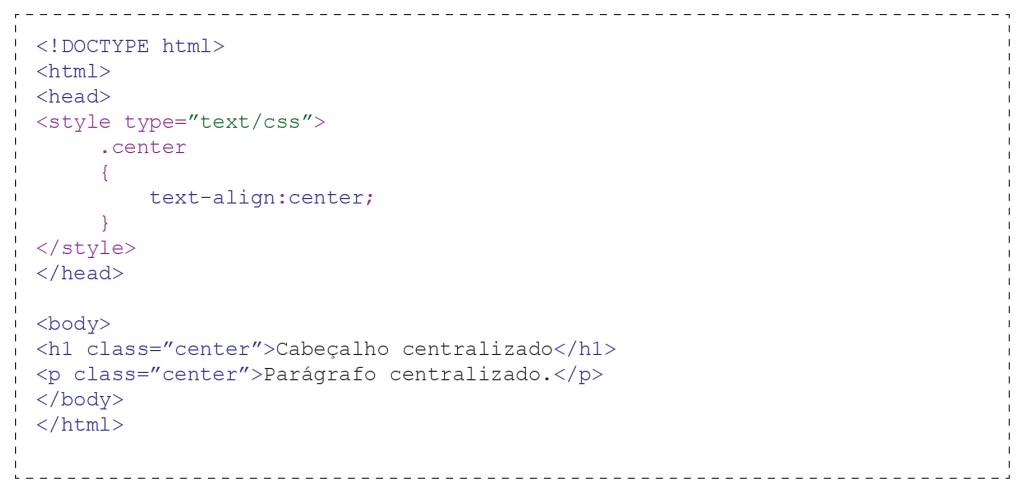 <!DOCTYPE html>
<html>
<head>
<style type=”text/css”>
.center
{
text-align:center;
}
</style>
</head>
<body>
<h1 class=”center”>Cabeçalho centralizado</h1>
<p class=”center”>Parágrafo centralizado.</p>
</body>
</html>